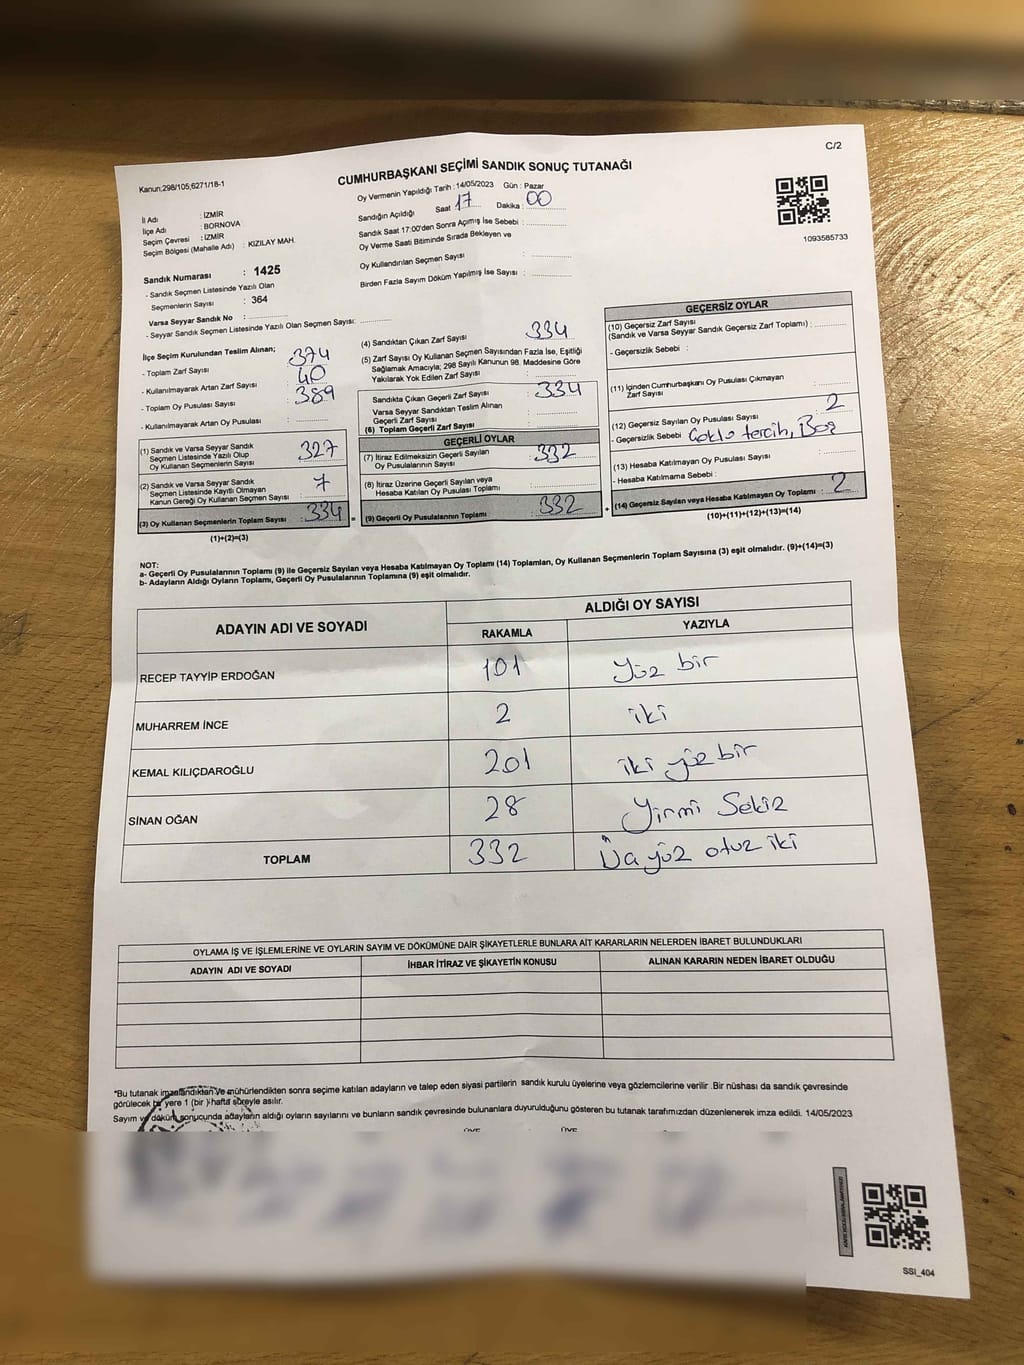 C/2
Kanun;298/105;6271/18-1
CUMHURBAŞKANI SEÇİMİ SANDIK SONUÇ TUTANAĞI
1093585733
İl Adı : İZMİR
İlçe Adı : BORNOVA
Seçim Çevresi : İZMİR
Seçim Bölgesi (Mahalle Adı) : KIZILAY MAH.
Oy Vermenin Yapıldığı Tarih : 14/05/2023 Gün : Pazar
Sandığın Açıldığı Saat 17 Dakika : 00
Sandık Saat 17:00'den Sonra Açımış İse Sebebi :
Oy Verme Saati Bitiminde Sırada Bekleyen ve
Oy Kullandırılan Seçmen Sayısı :
Birden Fazla Sayım Döküm Yapılmış İse Sayısı :
Sandık Numarası : 1425
- Sandık Seçmen Listesinde Yazılı Olan
Seçmenlerin Sayısı : 364
Varsa Seyyar Sandık No :
- Seyyar Sandık Seçmen Listesinde Yazılı Olan Seçmen Sayısı:
İlçe Seçim Kurulundan Teslim Alınan;
- Toplam Zarf Sayısı : 374
- Kullanılmayarak Artan Zarf Sayısı : 40
- Toplam Oy Pusulası Sayısı : 389
- Kullanılmayarak Artan Oy Pusulası :
(1) Sandık ve Varsa Seyyar Sandık
Seçmen Listesinde Yazılı Olup
Oy Kullanan Seçmenlerin Sayısı : 327
(2) Sandık ve Varsa Seyyar Sandık
Seçmen Listesinde Kayıtlı Olmayan
Kanun Gereği Oy Kullanan Seçmen Sayısı : 7
(3) Oy Kullanan Seçmenlerin Toplam Sayısı : 334
(1)+(2)=(3)
(4) Sandıktan Çıkan Zarf Sayısı : 334
(5) Zarf Sayısı Oy Kullanan Seçmen Sayısından Fazla İse, Eşitliği
Sağlamak Amacıyla; 298 Sayılı Kanunun 98. Maddesine Göre
Yakılarak Yok Edilen Zarf Sayısı :
Sandıkta Çıkan Geçerli Zarf Sayısı : 334
Varsa Seyyar Sandıktan Teslim Alınan
Geçerli Zarf Sayısı :
(6) Toplam Geçerli Zarf Sayısı :
GEÇERLİ OYLAR
(7) İtiraz Edilmeksizin Geçerli Sayılan
Oy Pusulalarının Sayısı : 332
(8) İtiraz Üzerine Geçerli Sayılan veya
Hesaba Katılan Oy Pusulası Toplamı :
(9) Geçerli Oy Pusulalarının Toplamı : 332
GEÇERSİZ OYLAR
(10) Geçersiz Zarf Sayısı
(Sandık ve Varsa Seyyar Sandık Geçersiz Zarf Toplamı) :
- Geçersizlik Sebebi :
(11) İçinden Cumhurbaşkanı Oy Pusulası Çıkmayan
Zarf Sayısı :
(12) Geçersiz Sayılan Oy Pusulası Sayısı : 2
- Geçersizlik Sebebi Çoklu tercih, Boş
(13) Hesaba Katılmayan Oy Pusulası Sayısı :
- Hesaba Katılmama Sebebi :
(14) Geçersiz Sayılan veya Hesaba Katılmayan Oy Toplamı : 2
(10)+(11)+(12)+(13)=(14)
NOT:
a- Geçerli Oy Pusulalarının Toplamı (9) ile Geçersiz Sayılan veya Hesaba Katılmayan Oy Toplamı (14) Toplamları, Oy Kullanan Seçmenlerin Toplam Sayısına (3) eşit olmalıdır. (9)+(14)=(3)
b- Adayların Aldığı Oyların Toplamı, Geçerli Oy Pusulalarının Toplamına (9) eşit olmalıdır.
ADAYIN ADI VE SOYADI
ALDIĞI OY SAYISI
RAKAMLA YAZIYLA
RECEP TAYYİP ERDOĞAN 101 Yüz bir
MUHARREM İNCE 2 iki
KEMAL KILIÇDAROĞLU 201 iki yüz bir
SİNAN OĞAN 28 Yirmi Sekiz
TOPLAM 332 Üç yüz otuz iki
OYLAMA İŞ VE İŞLEMLERİNE VE OYLARIN SAYIM VE DÖKÜMÜNE DAİR ŞİKAYETLERLE BUNLARA AİT KARARLARIN NELERDEN İBARET BULUNDUKLARI
ADAYIN ADI VE SOYADI İHBAR İTİRAZ VE ŞİKAYETİN KONUSU ALINAN KARARIN NEDEN İBARET OLDUĞU
*Bu tutanak imzalandıktan ve mühürlendikten sonra seçime katılan adayların ve talep eden siyasi partilerin sandık kurulu üyelerine veya gözlemcilerine verilir .Bir nüshası da sandık çevresinde
görülecek bir yere 1 (bir ) hafta süreyle asılır.
Sayım ve döküm sonucunda adayların aldığı oyların sayılarını ve bunların sandık çevresinde bulunanlara duyurulduğunu gösteren bu tutanak tarafımızdan düzenlenerek imza edildi. 14/05/2023
ÜYE ÜYE
SSI_404